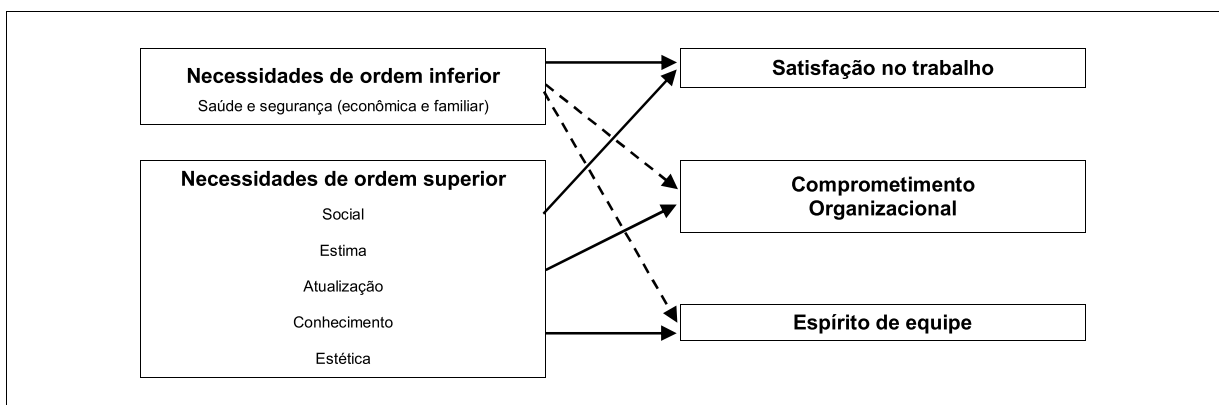 Necessidades de ordem inferior
Saúde e segurança (econômica e familiar)
Necessidades de ordem superior
Social
Estima
Atualização
Conhecimento
Estética
Satisfação no trabalho
Comprometimento
Organizacional
Espírito de equipe